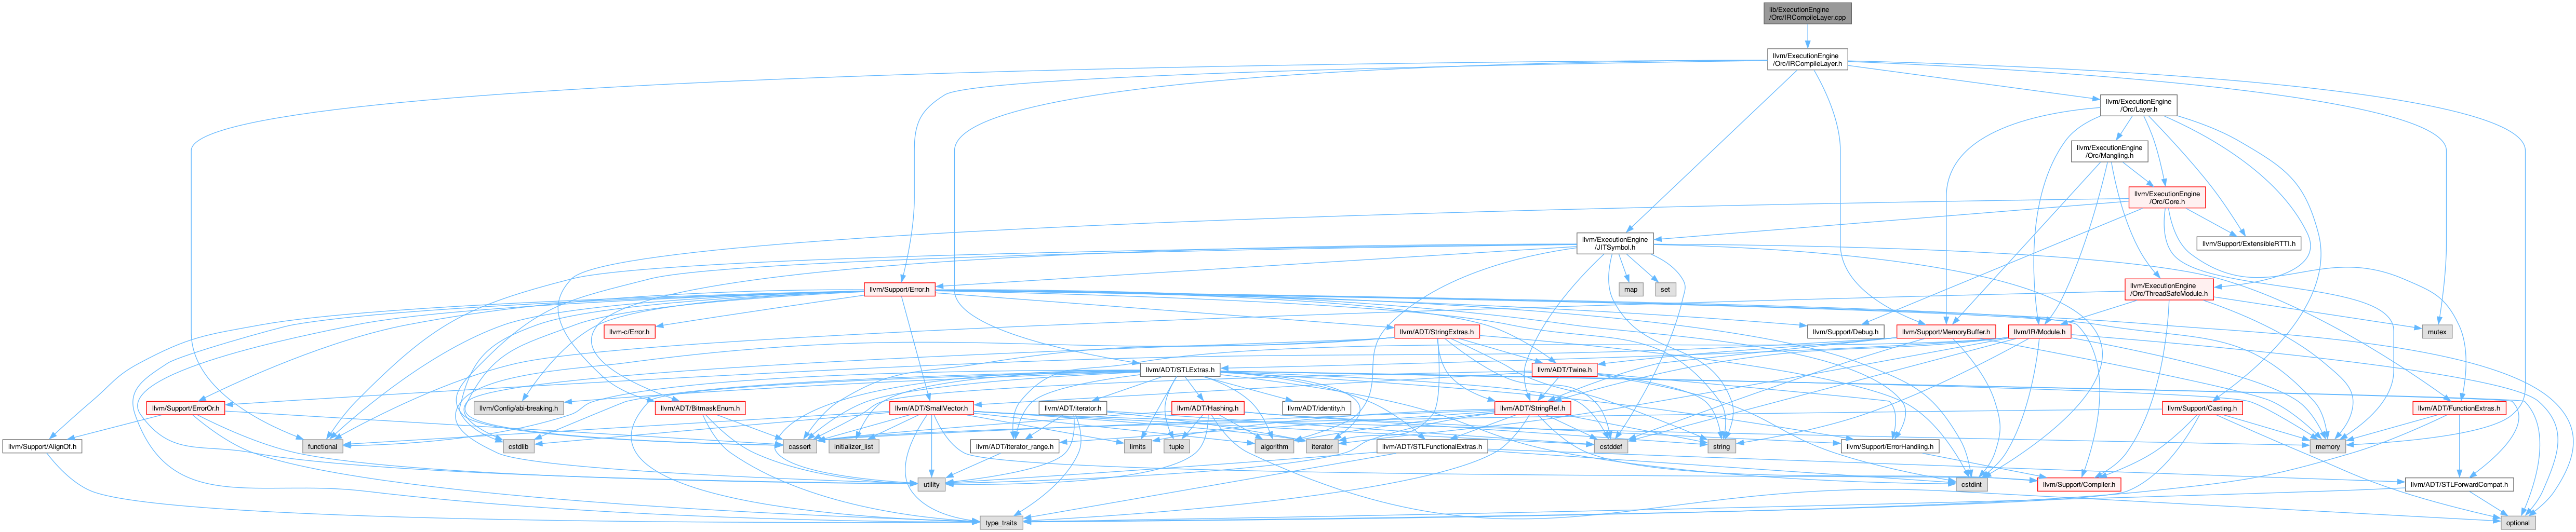 lib/ExecutionEngine
/Orc/IRCompileLayer.cpp
llvm/ExecutionEngine
/Orc/IRCompileLayer.h
llvm/ExecutionEngine
/Orc/Layer.h
llvm/ExecutionEngine
/Orc/Mangling.h
llvm/ExecutionEngine
/Orc/Core.h
llvm/ExecutionEngine
/JITSymbol.h
llvm/Support/ExtensibleRTTI.h
llvm/Support/Error.h
map
set
llvm/ExecutionEngine
/Orc/ThreadSafeModule.h
llvm-c/Error.h
llvm/ADT/StringExtras.h
llvm/Support/Debug.h
llvm/Support/MemoryBuffer.h
llvm/IR/Module.h
mutex
llvm/ADT/STLExtras.h
llvm/ADT/Twine.h
llvm/Support/ErrorOr.h
llvm/Config/abi-breaking.h
llvm/ADT/BitmaskEnum.h
llvm/ADT/SmallVector.h
llvm/ADT/iterator.h
llvm/ADT/Hashing.h
llvm/ADT/identity.h
llvm/ADT/StringRef.h
llvm/Support/Casting.h
llvm/ADT/FunctionExtras.h
llvm/Support/AlignOf.h
functional
cstdlib
cassert
initializer_list
llvm/ADT/iterator_range.h
limits
tuple
algorithm
iterator
llvm/ADT/STLFunctionalExtras.h
string
cstddef
llvm/Support/ErrorHandling.h
memory
utility
cstdint
llvm/Support/Compiler.h
llvm/ADT/STLForwardCompat.h
type_traits
optional